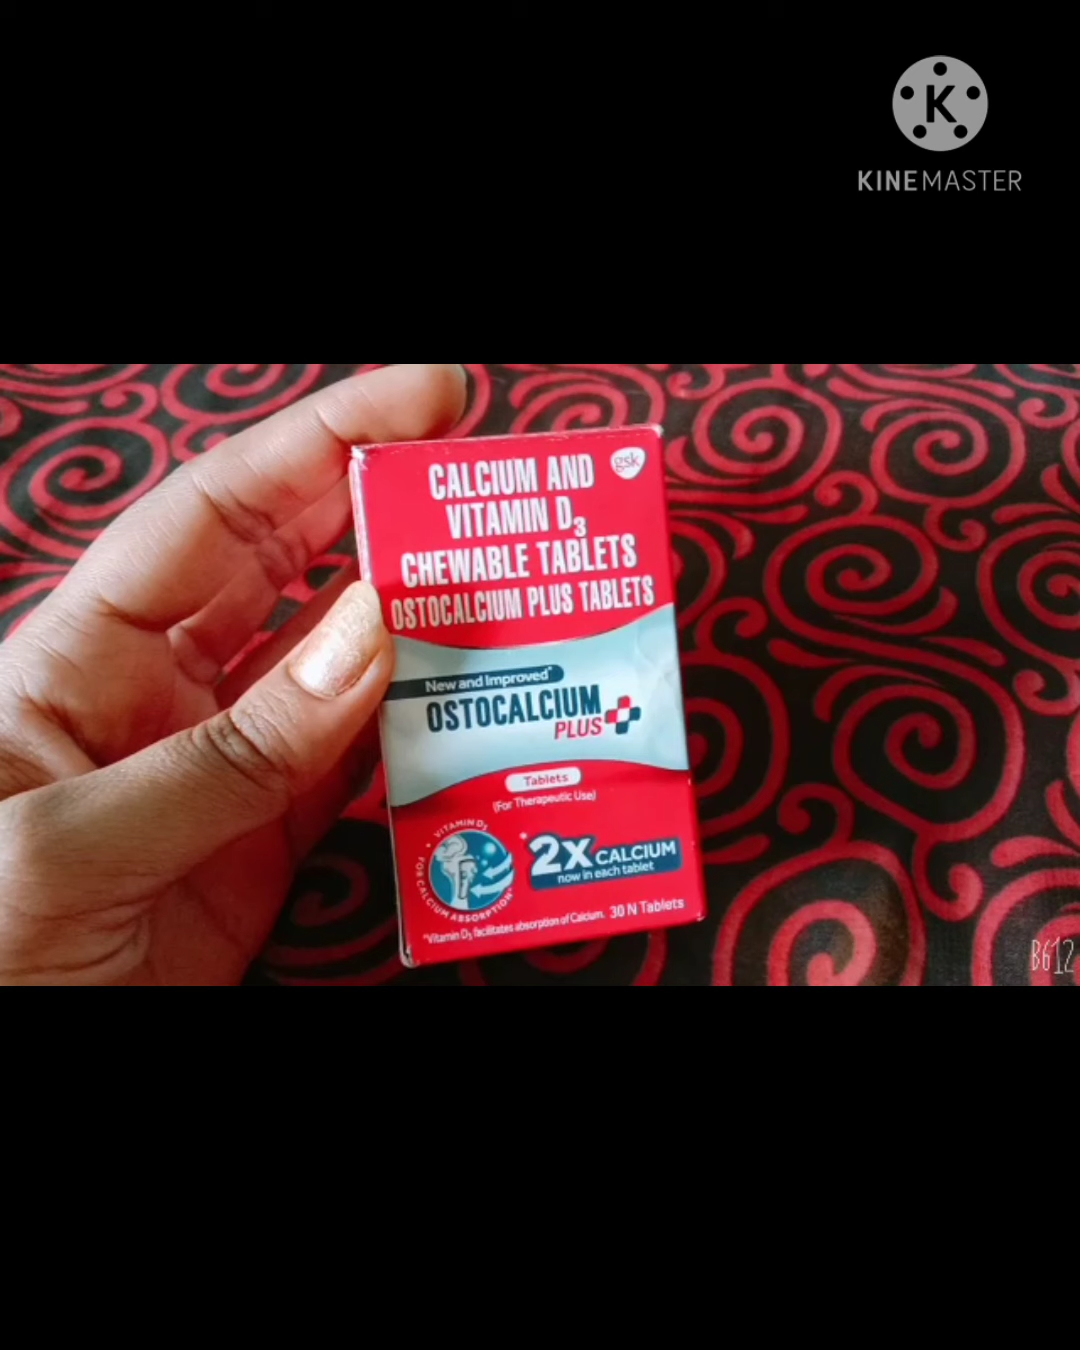 K
KINEMASTER
gsk
CALCIUM AND
VITAMIN D3
CHEWABLE TABLETS
OSTOCALCIUM PLUS TABLETS
New and Improved*
OSTOCALCIUM
PLUS
Tablets
(For Therapeutic Use)
VITAMIN D3
FOR CALCIUM ABSORPTION*
*2X CALCIUM
now in each tablet
*Vitamin D3 facilitates absorption of Calcium. 30 N Tablets
B612